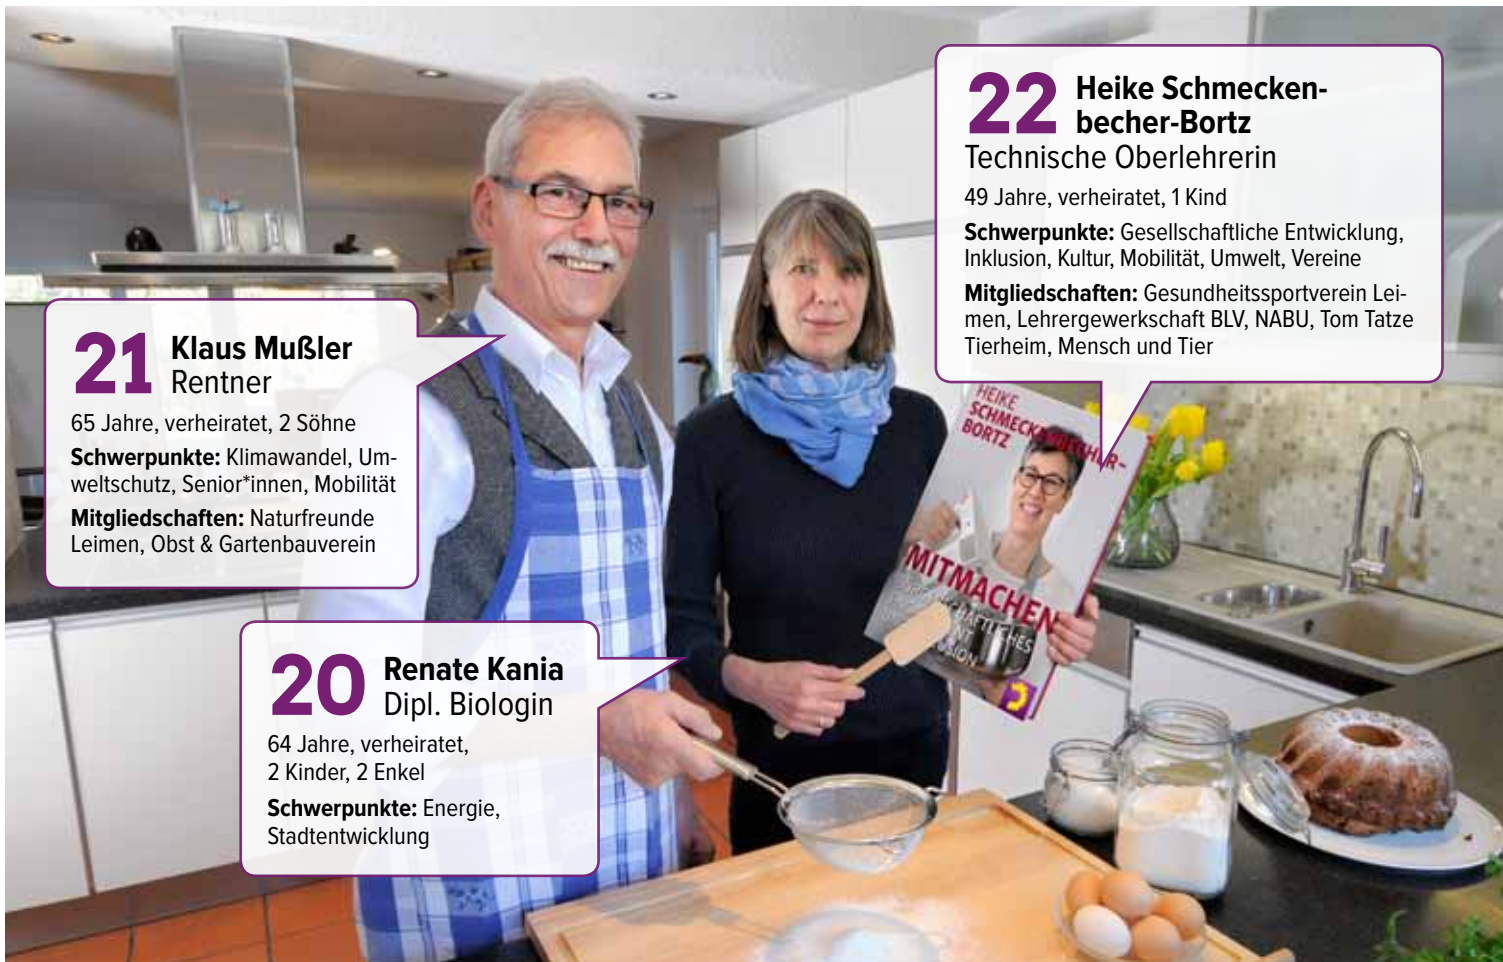 22 Heike Schmecken-
becher-Bortz
Technische Oberlehrerin
49 Jahre, verheiratet, 1 Kind
Schwerpunkte: Gesellschaftliche Entwicklung,
Inklusion, Kultur, Mobilität, Umwelt, Vereine
Mitgliedschaften: Gesundheitssportverein Lei-
men, Lehrergewerkschaft BLV, NABU, Tom Tatze
Tierheim, Mensch und Tier
21 Klaus Mußler
Rentner
65 Jahre, verheiratet, 2 Söhne
Schwerpunkte: Klimawandel, Um-
weltschutz, Senior*innen, Mobilität
Mitgliedschaften: Naturfreunde
Leimen, Obst & Gartenbauverein
20 Renate Kania
Dipl. Biologin
64 Jahre, verheiratet,
2 Kinder, 2 Enkel
Schwerpunkte: Energie,
Stadtentwicklung
HEIKE
SCHMECKENBECHER-
BORTZ
MITMACHEN